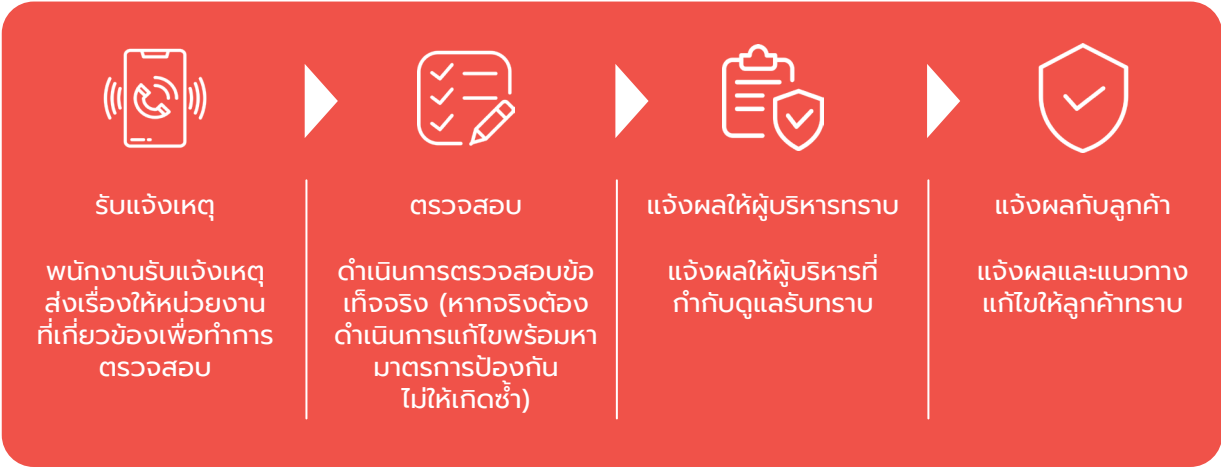 รับแจ้งเหตุ
พนักงานรับแจ้งเหตุ
ส่งเรื่องให้หน่วยงาน
ที่เกี่ยวข้องเพื่อทำการ
ตรวจสอบ
ตรวจสอบ
ดำเนินการตรวจสอบข้อ
เท็จจริง (หากจริงต้อง
ดำเนินการแก้ไขพร้อมหา
มาตรการป้องกัน
ไม่ให้เกิดซ้ำ)
แจ้งผลให้ผู้บริหารทราบ
แจ้งผลให้ผู้บริหารที่
กำกับดูแลรับทราบ
แจ้งผลกับลูกค้า
แจ้งผลและแนวทาง
แก้ไขให้ลูกค้าทราบ